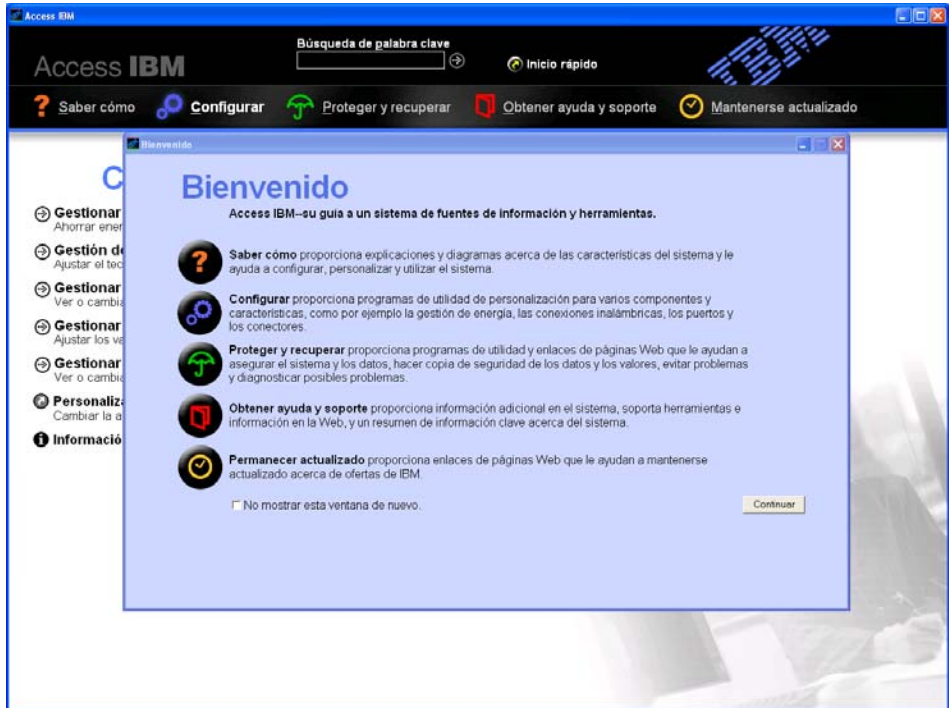 Access IBM
Búsqueda de palabra clave
Access IBM
Inicio rápido
IBM
? Saber cómo
Configurar
Proteger y recuperar
Obtener ayuda y soporte
Mantenerse actualizado
Bienvenido
C
Gestionar
Ahorrar ener
Gestión de
Ajustar el tec
Gestionar
Ver o cambia
Gestionar
Ajustar los va
Gestionar
Ver o cambia
Personaliza
Cambiar la a
Informació
Bienvenido
Access IBM--su guía a un sistema de fuentes de información y herramientas.
Saber cómo proporciona explicaciones y diagramas acerca de las características del sistema y le
ayuda a configurar, personalizar y utilizar el sistema.
Configurar proporciona programas de utilidad de personalización para varios componentes y
características, como por ejemplo la gestión de energía, las conexiones inalámbricas, los puertos y
los conectores.
Proteger y recuperar proporciona programas de utilidad y enlaces de páginas Web que le ayudan a
asegurar el sistema y los datos, hacer copia de seguridad de los datos y los valores, evitar problemas
y diagnosticar posibles problemas.
Obtener ayuda y soporte proporciona información adicional en el sistema, soporta herramientas e
información en la Web, y un resumen de información clave acerca del sistema.
Permanecer actualizado proporciona enlaces de páginas Web que le ayudan a mantenerse
actualizado acerca de ofertas de IBM.
No mostrar esta ventana de nuevo.
Continuar